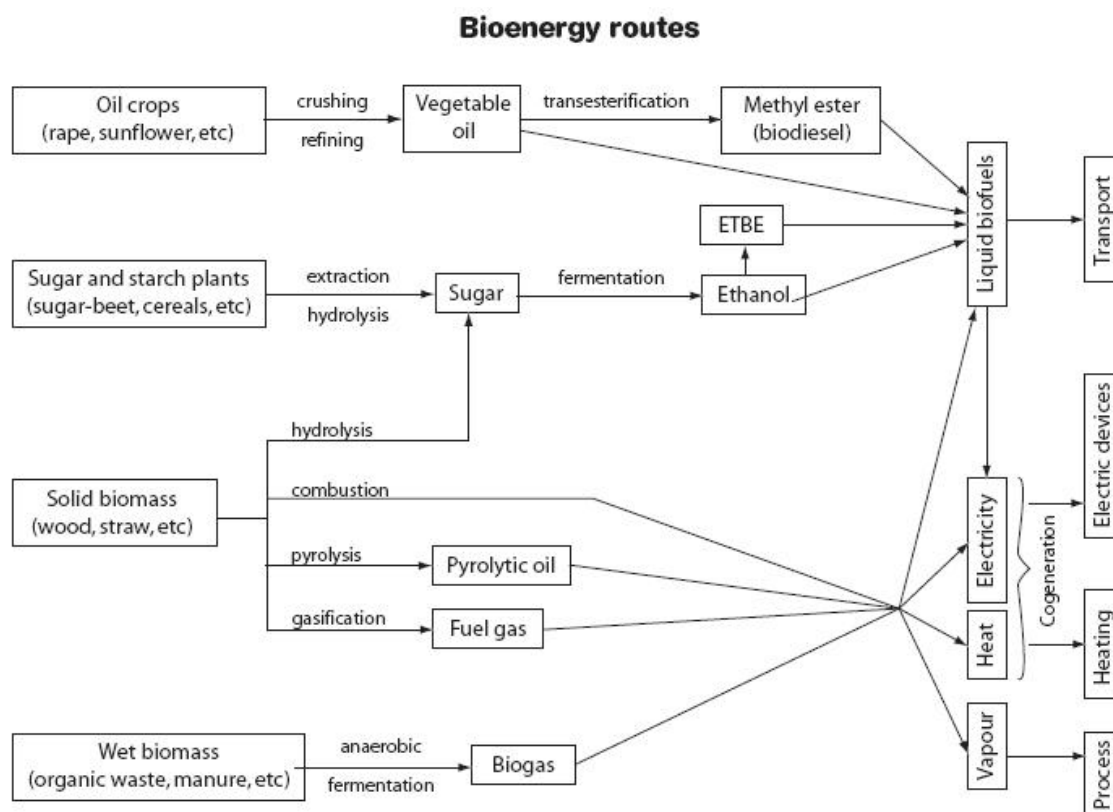 Bioenergy routes
Oil crops
(rape, sunflower, etc)
crushing
refining
Vegetable
oil
transesterification
Methyl ester
(biodiesel)
Liquid biofuels
Transport
ETBE
Sugar and starch plants
(sugar-beet, cereals, etc)
extraction
hydrolysis
Sugar
fermentation
Ethanol
hydrolysis
Solid biomass
(wood, straw, etc)
combustion
pyrolysis
Pyrolytic oil
gasification
Fuel gas
Electricity
Heat
Cogeneration
Electric devices
Heating
Wet biomass
(organic waste, manure, etc)
anaerobic
fermentation
Biogas
Vapour
Process